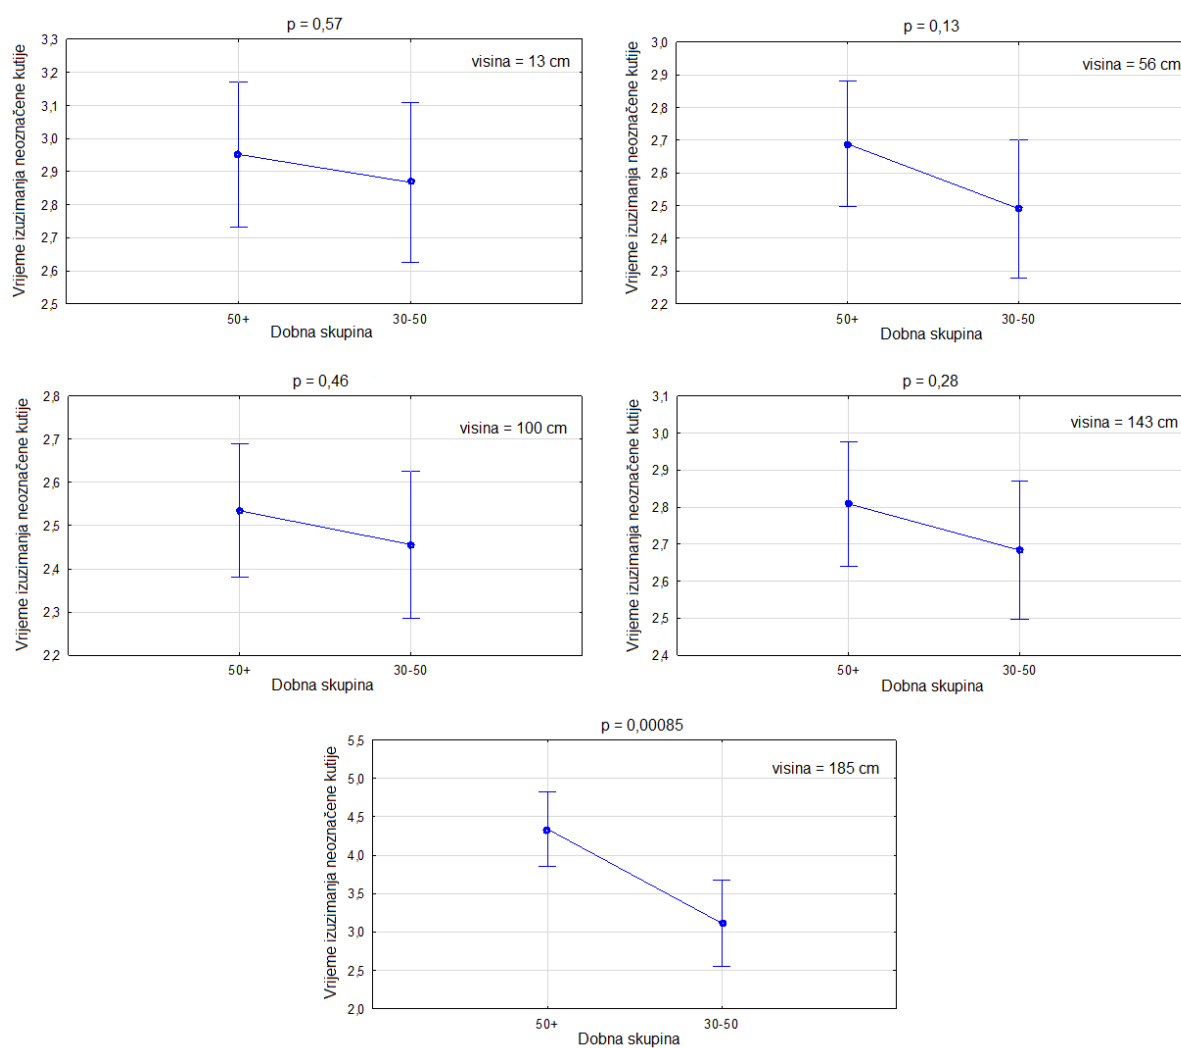 p = 0,57
visina = 13 cm
Vrijeme izuzimanja neoznačene kutije
3,3
3,2
3,1
3,0
2,9
2,8
2,7
2,6
2,5
50+ 30-50
Dobna skupina
p = 0,13
visina = 56 cm
Vrijeme izuzimanja neoznačene kutije
3,0
2,9
2,8
2,7
2,6
2,5
2,4
2,3
2,2
50+ 30-50
Dobna skupina
p = 0,46
visina = 100 cm
Vrijeme izuzimanja neoznačene kutije
2,8
2,7
2,6
2,5
2,4
2,3
2,2
50+ 30-50
Dobna skupina
p = 0,28
visina = 143 cm
Vrijeme izuzimanja neoznačene kutije
3,1
3,0
2,9
2,8
2,7
2,6
2,5
2,4
50+ 30-50
Dobna skupina
p = 0,00085
visina = 185 cm
Vrijeme izuzimanja neoznačene kutije
5,5
5,0
4,5
4,0
3,5
3,0
2,5
2,0
50+ 30-50
Dobna skupina